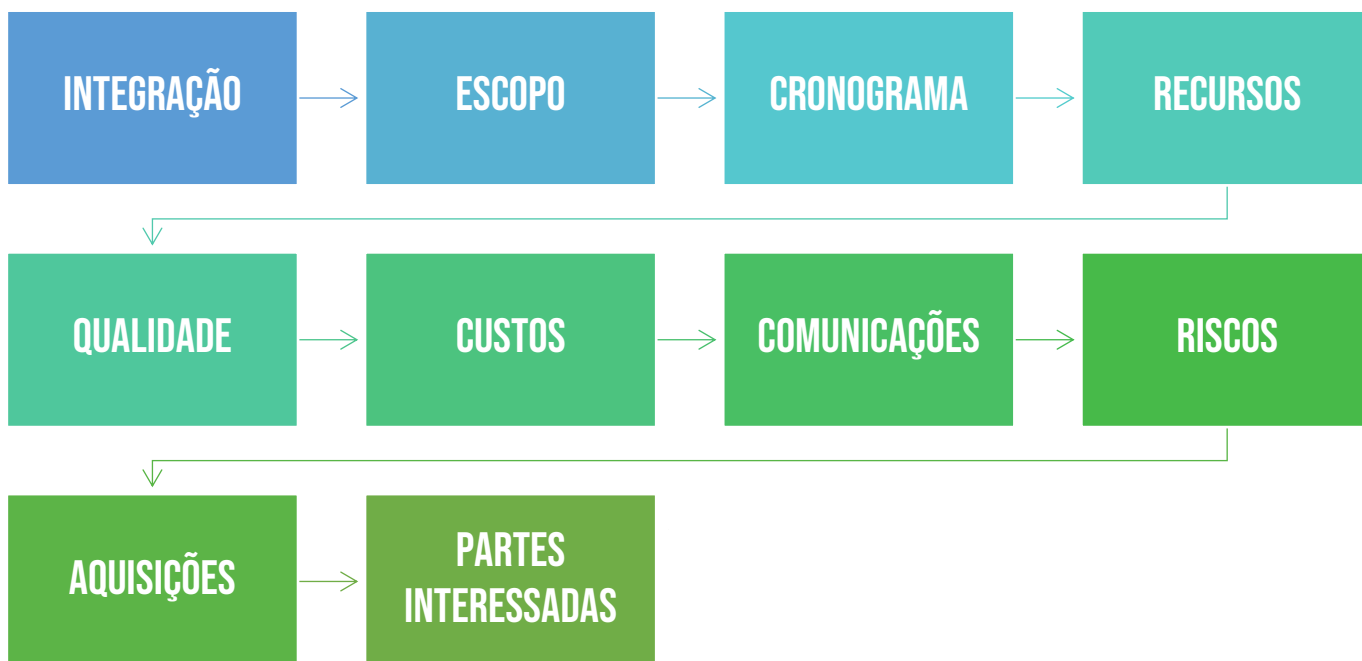 INTEGRAÇÃO
ESCOPO
CRONOGRAMA
RECURSOS
QUALIDADE
CUSTOS
COMUNICAÇÕES
RISCOS
AQUISIÇÕES
PARTES
INTERESSADAS